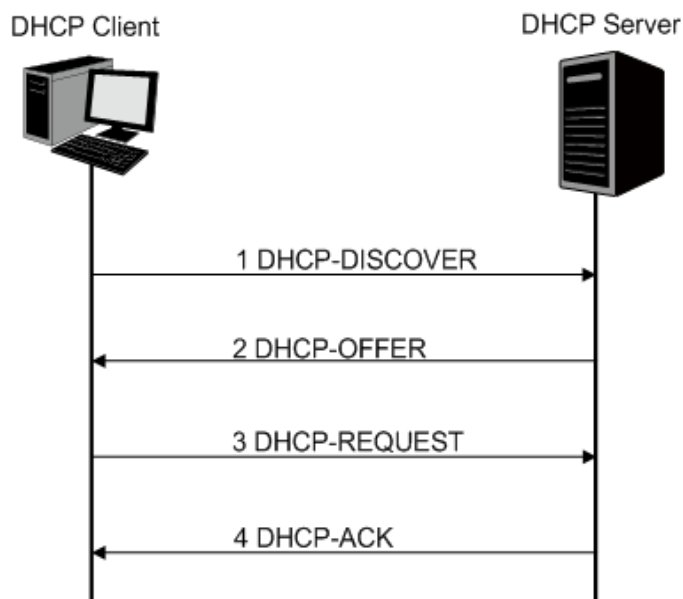 DHCP Client
DHCP Server
1 DHCP-DISCOVER
2 DHCP-OFFER
3 DHCP-REQUEST
4 DHCP-ACK